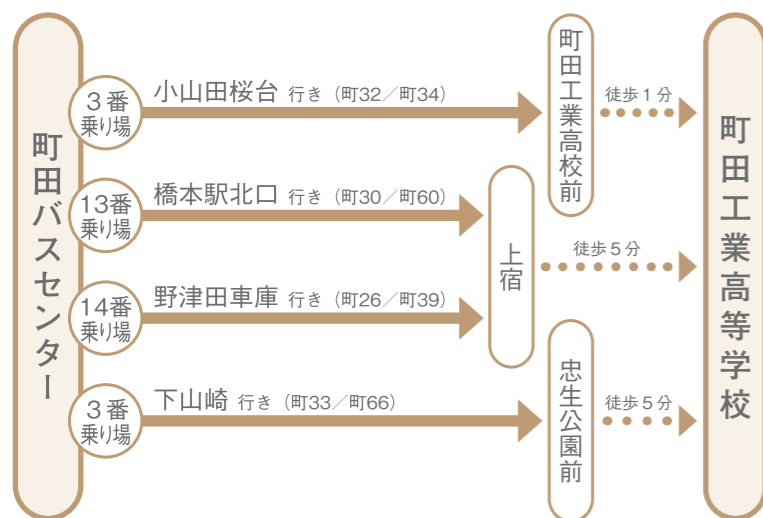 町田バスセンター
3番
乗り場
小山田桜台 行き（町32／町34）
町田工業高校前
徒歩1分
13番
乗り場
橋本駅北口 行き（町30／町60）
14番
乗り場
野津田車庫 行き（町26／町39）
上宿
徒歩5分
3番
乗り場
下山崎 行き（町33／町66）
忠生公園前
徒歩5分
町田工業高等学校